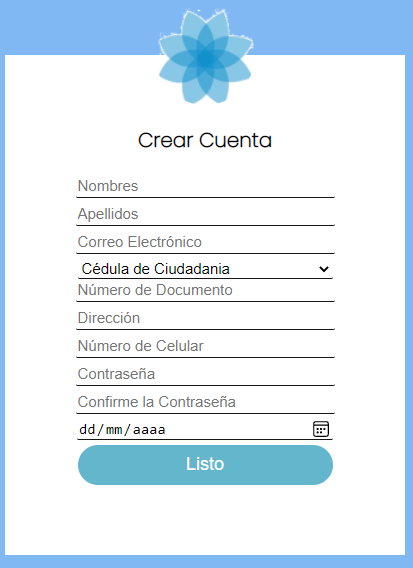 Crear Cuenta
Nombres
Apellidos
Correo Electrónico
Cédula de Ciudadania
Número de Documento
Dirección
Número de Celular
Contraseña
Confirme la Contraseña
dd/mm/aaaa
Listo